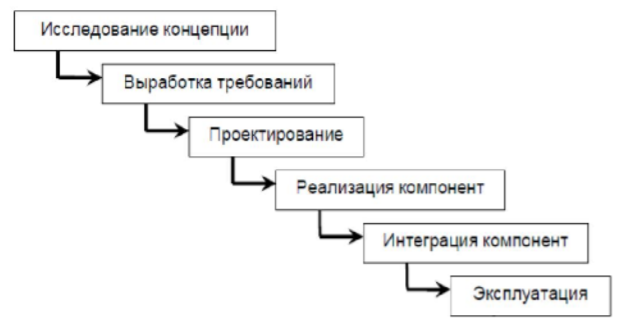 Исследование концепции
Выработка требований
Проектирование
Реализация компонент
Интеграция компонент
Эксплуатация